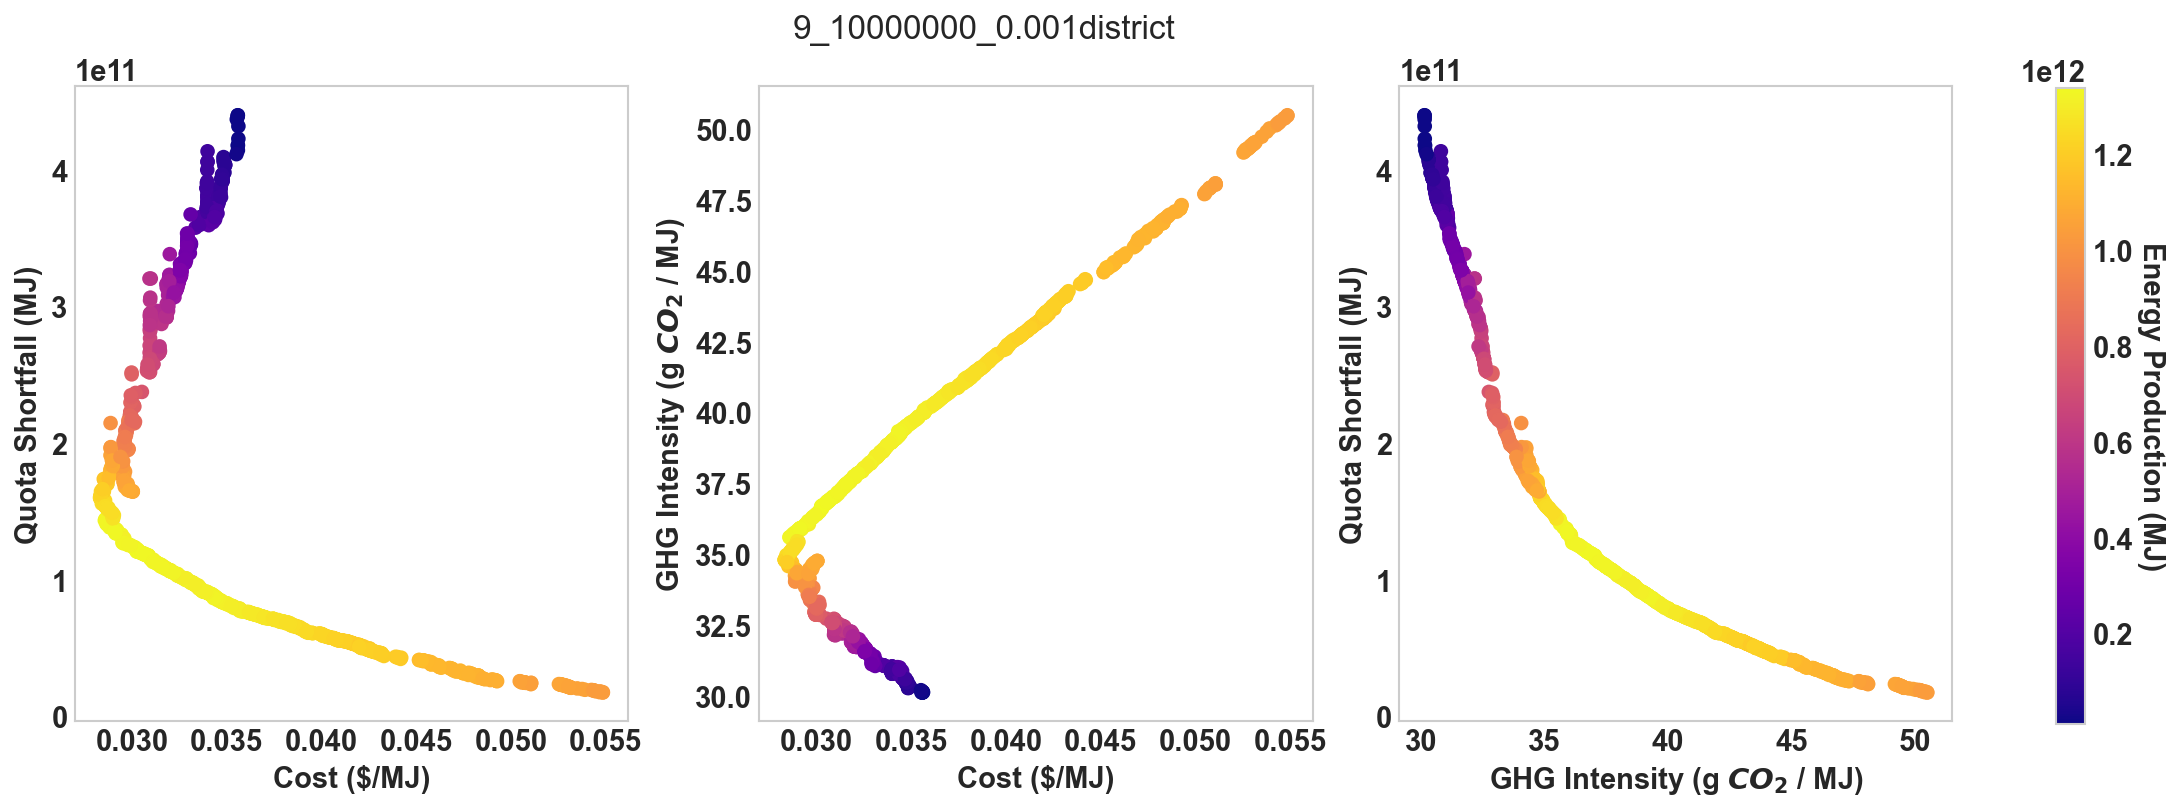 9_10000000_0.001district
1e11
4
3
2
1
0
Quota Shortfall (MJ)
0.030 0.035 0.040 0.045 0.050 0.055
Cost ($/MJ)
50.0
47.5
45.0
42.5
40.0
37.5
35.0
32.5
30.0
GHG Intensity (g CO₂ / MJ)
0.030 0.035 0.040 0.045 0.050 0.055
Cost ($/MJ)
1e11
4
3
2
1
0
Quota Shortfall (MJ)
30 35 40 45 50
GHG Intensity (g CO₂ / MJ)
1e12
1.2
1.0
0.8
0.6
0.4
0.2
Energy Production (MJ)